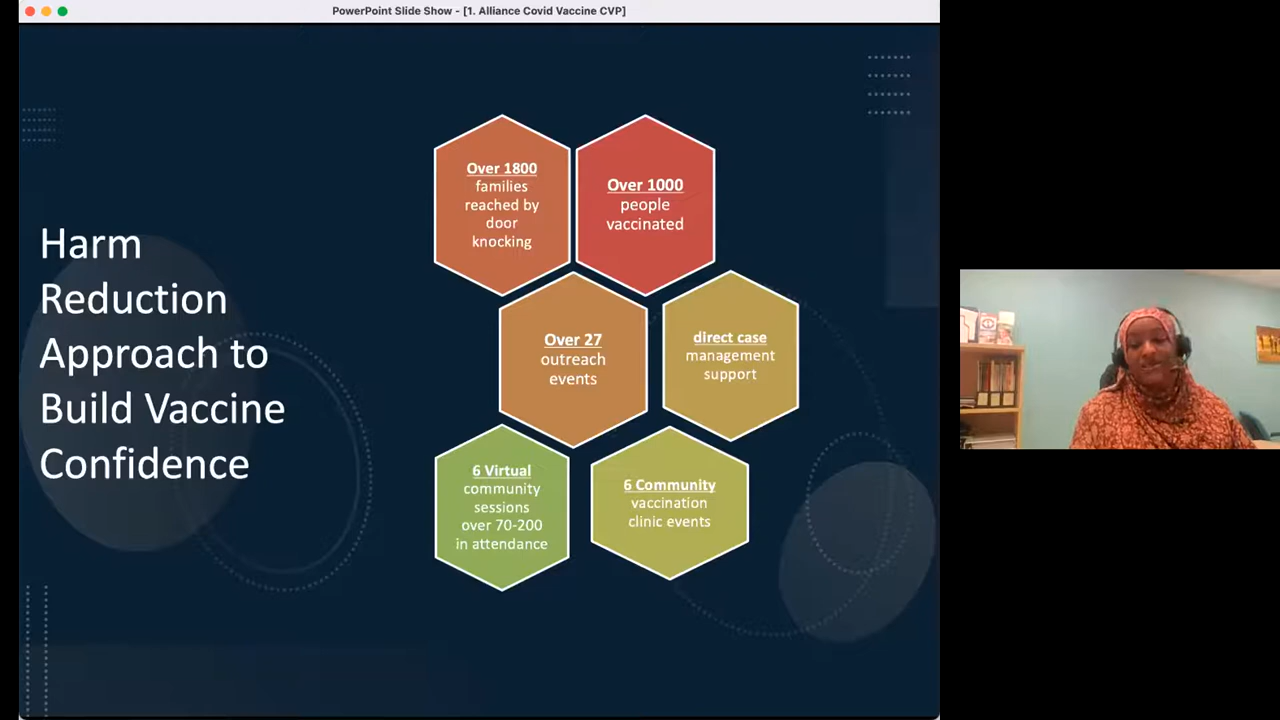 PowerPoint Slide Show - [1. Alliance Covid Vaccine CVP]
Harm
Reduction
Approach to
Build Vaccine
Confidence
Over 1800
families
reached by
door
knocking
Over 1000
people
vaccinated
Over 27
outreach
events
direct case
management
support
6 Virtual
community
sessions
over 70-200
in attendance
6 Community
vaccination
clinic events